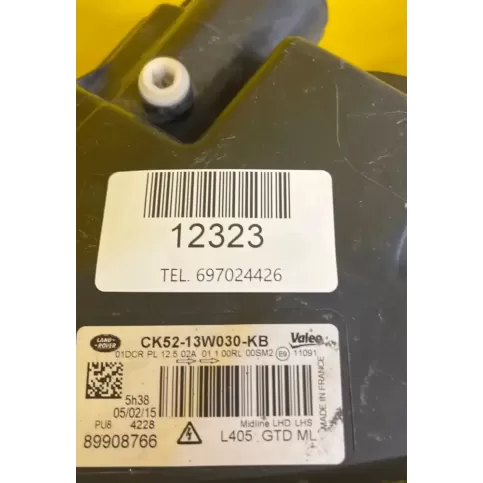 12323
TEL. 697024426
LAND ROVER
CK52-13W030-KB
Valeo
01DCR PL 12.5 02A 01 1 00RL 00SM2 E9 11091
MADE IN FRANCE
5h38
05/02/15
PU8 4228
Midline LHD LHS
89908766
L405 GTD ML